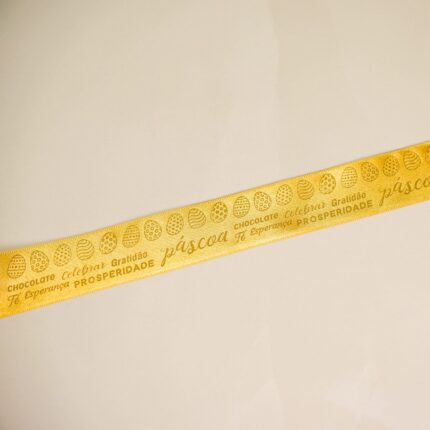 CHOCOLATE Celebrar Gratidão páscoa
Fé Esperança PROSPERIDADE
CHOCOLATE Celebrar Gratidão páscoa
Fé Esperança PROSPERIDADE